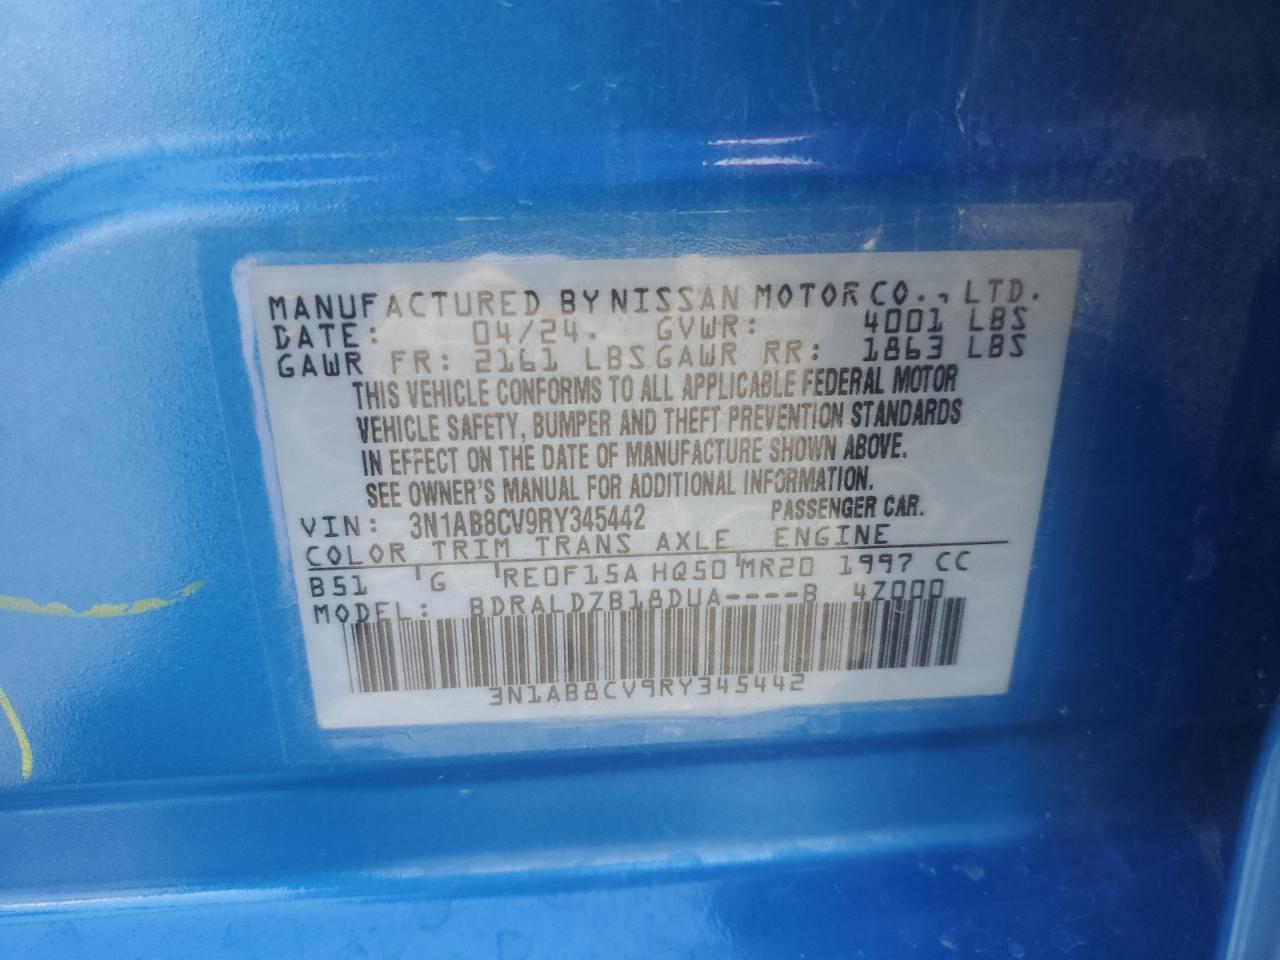 MANUFACTURED BY NISSAN MOTOR CO., LTD.
DATE: 04/24. GVWR: 4001 LBS
GAWR FR: 2161 LBS GAWR RR: 1863 LBS
THIS VEHICLE CONFORMS TO ALL APPLICABLE FEDERAL MOTOR
VEHICLE SAFETY, BUMPER AND THEFT PREVENTION STANDARDS
IN EFFECT ON THE DATE OF MANUFACTURE SHOWN ABOVE.
SEE OWNER'S MANUAL FOR ADDITIONAL INFORMATION.
VIN: 3N1AB8CV9RY345442 PASSENGER CAR.
COLOR TRIM TRANS AXLE ENGINE
B51 G RE0F15A HQ50 MR20 1997 CC
MODEL: BDRALDZB18DUA----B 4Z000
3N1AB8CV9RY345442